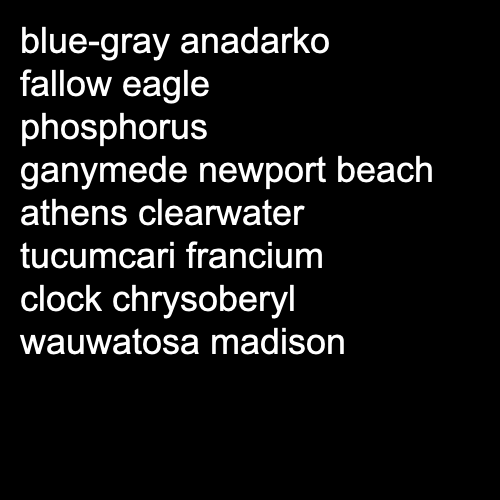 blue-gray anadarko
fallow eagle
phosphorus
ganymede newport beach
athens clearwater
tucumcari francium
clock chrysoberyl
wauwatosa madison